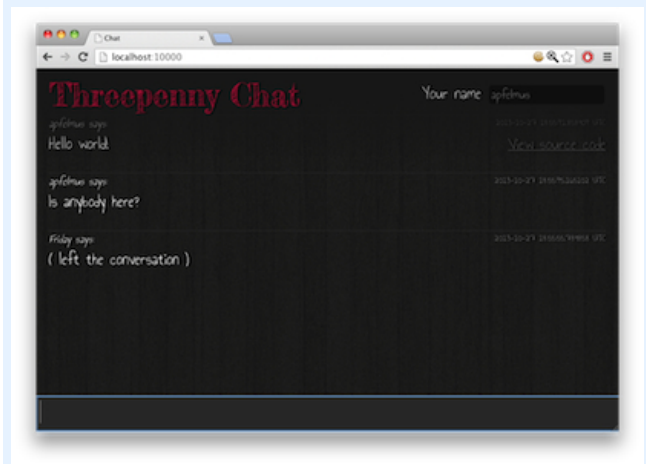 Chat
localhost:10000
Threepenny Chat
Your name apfelmus
apfelmus says:
Hello world!
View source code
apfelmus says:
Is anybody here?
Friday says:
( left the conversation )